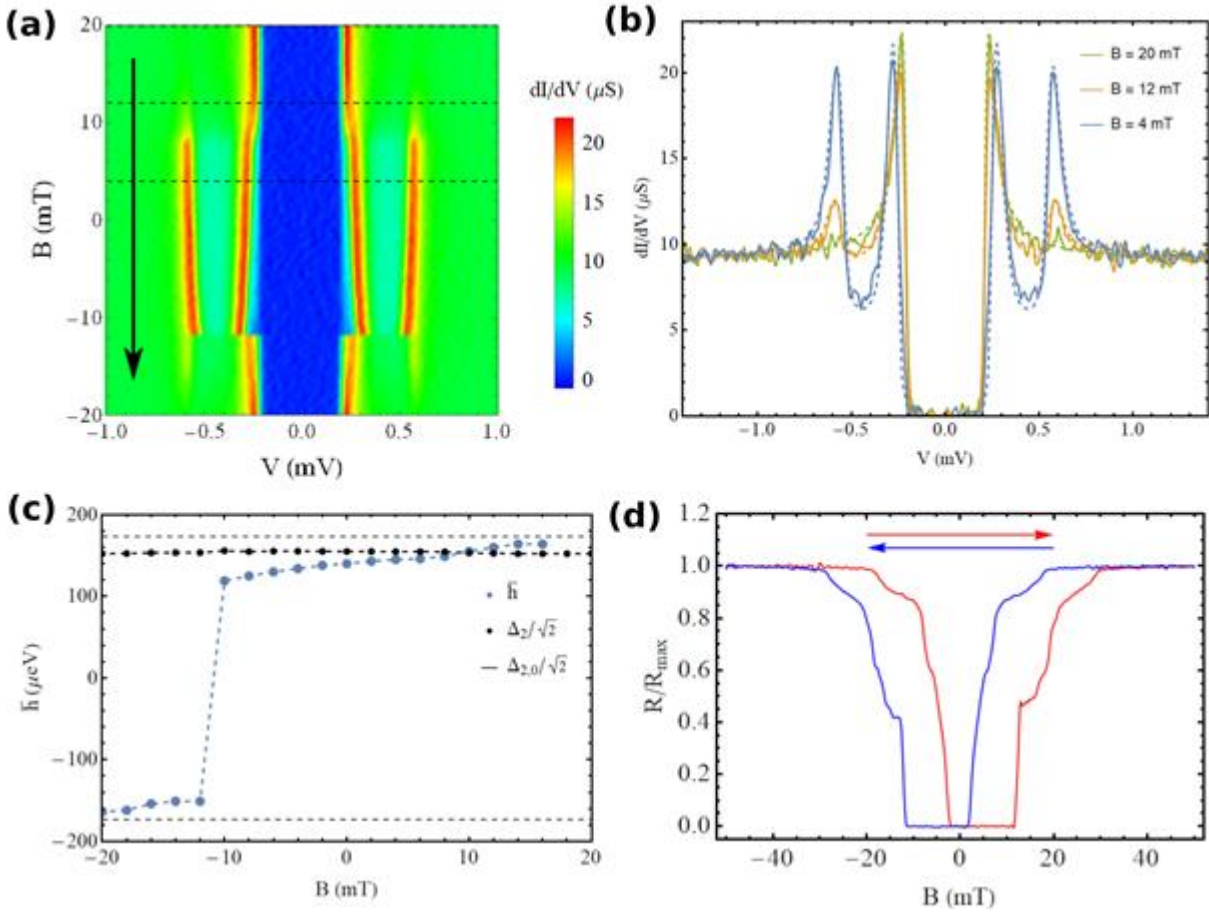 (a)
20
10
0
−10
−20
B (mT)
−1.0 −0.5 0.0 0.5 1.0
V (mV)
dI/dV (μS)
20
15
10
5
0
(b)
20
15
10
5
0
dI/dV (μS)
B = 20 mT
B = 12 mT
B = 4 mT
−1.0 −0.5 0.0 0.5 1.0
V (mV)
(c)
200
100
0
−100
−200
h̄ (μeV)
h̄
Δ₂/√2
Δ₂,₀/√2
−20 −10 0 10 20
B (mT)
(d)
1.2
1.0
0.8
0.6
0.4
0.2
0.0
R/Rmax
−40 −20 0 20 40
B (mT)